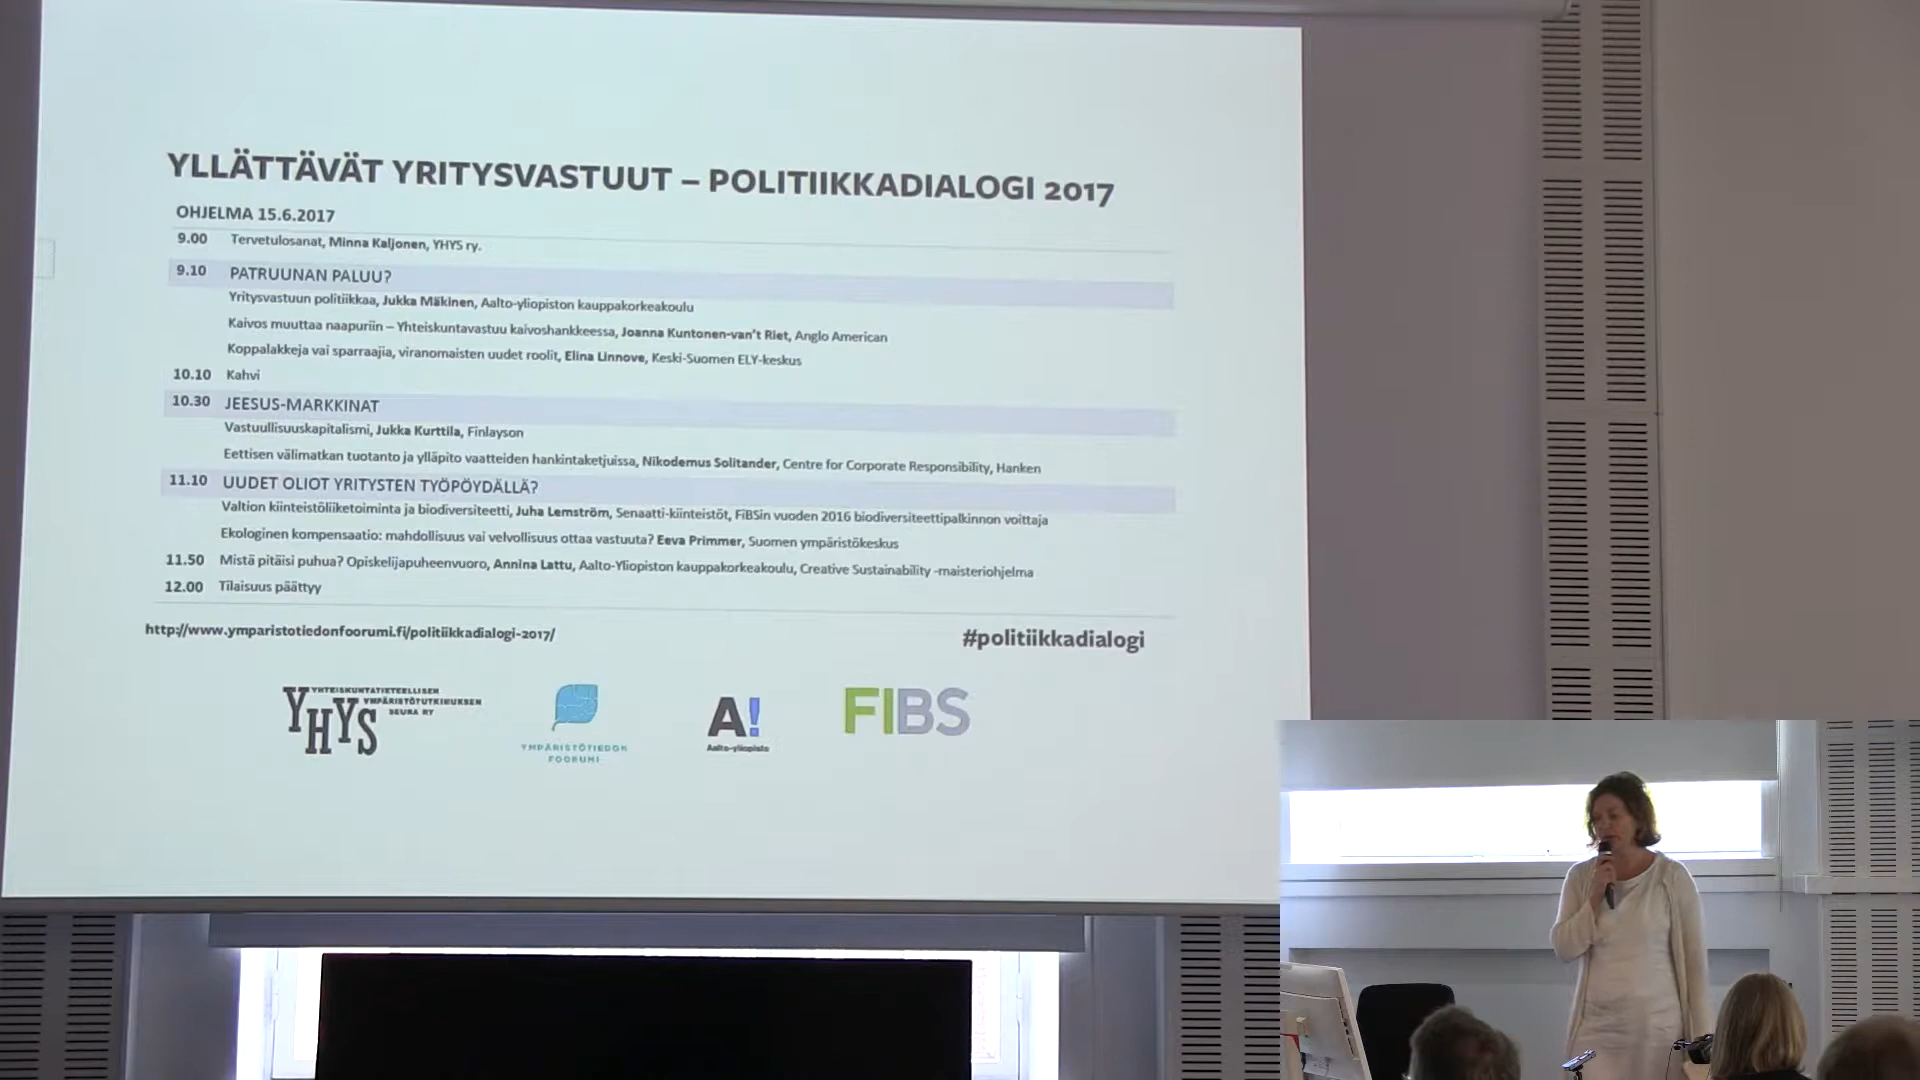 YLLÄTTÄVÄT YRITYSVASTUUT – POLITIIKKADIALOGI 2017
OHJELMA 15.6.2017
9.00 Tervetulosanat, Minna Kaljonen, YHYS ry.
9.10 PATRUUNAN PALUU?
Yritysvastuun politiikkaa, Jukka Mäkinen, Aalto-yliopiston kauppakorkeakoulu
Kaivos muuttaa naapuriin – Yhteiskuntavastuu kaivoshankkeessa, Joanna Kuntonen-van't Riet, Anglo American
Koppalakkeja vai sparraajia, viranomaisten uudet roolit, Elina Linnove, Keski-Suomen ELY-keskus
10.10 Kahvi
10.30 JEESUS-MARKKINAT
Vastuullisuuskapitalismi, Jukka Kurttila, Finlayson
Eettisen välimatkan tuotanto ja ylläpito vaatteiden hankintaketjuissa, Nikodemus Solitander, Centre for Corporate Responsibility, Hanken
11.10 UUDET OLIOT YRITYSTEN TYÖPÖYDÄLLÄ?
Valtion kiinteistöliiketoiminta ja biodiversiteetti, Juha Lemström, Senaatti-kiinteistöt, FiBSin vuoden 2016 biodiversiteettipalkinnon voittaja
Ekologinen kompensaatio: mahdollisuus vai velvollisuus ottaa vastuuta? Eeva Primmer, Suomen ympäristökeskus
11.50 Mistä pitäisi puhua? Opiskelijapuheenvuoro, Annina Lattu, Aalto-Yliopiston kauppakorkeakoulu, Creative Sustainability -maisteriohjelma
12.00 Tilaisuus päättyy
http://www.ymparistotiedonfoorumi.fi/politiikkadialogi-2017/
#politiikkadialogi
YHYS
YHTEISKUNTATIETEELLISEN
YMPÄRISTÖTUTKIMUKSEN
SEURA RY
YMPÄRISTÖTIEDON
FOORUMI
A!
Aalto-yliopisto
FIBS